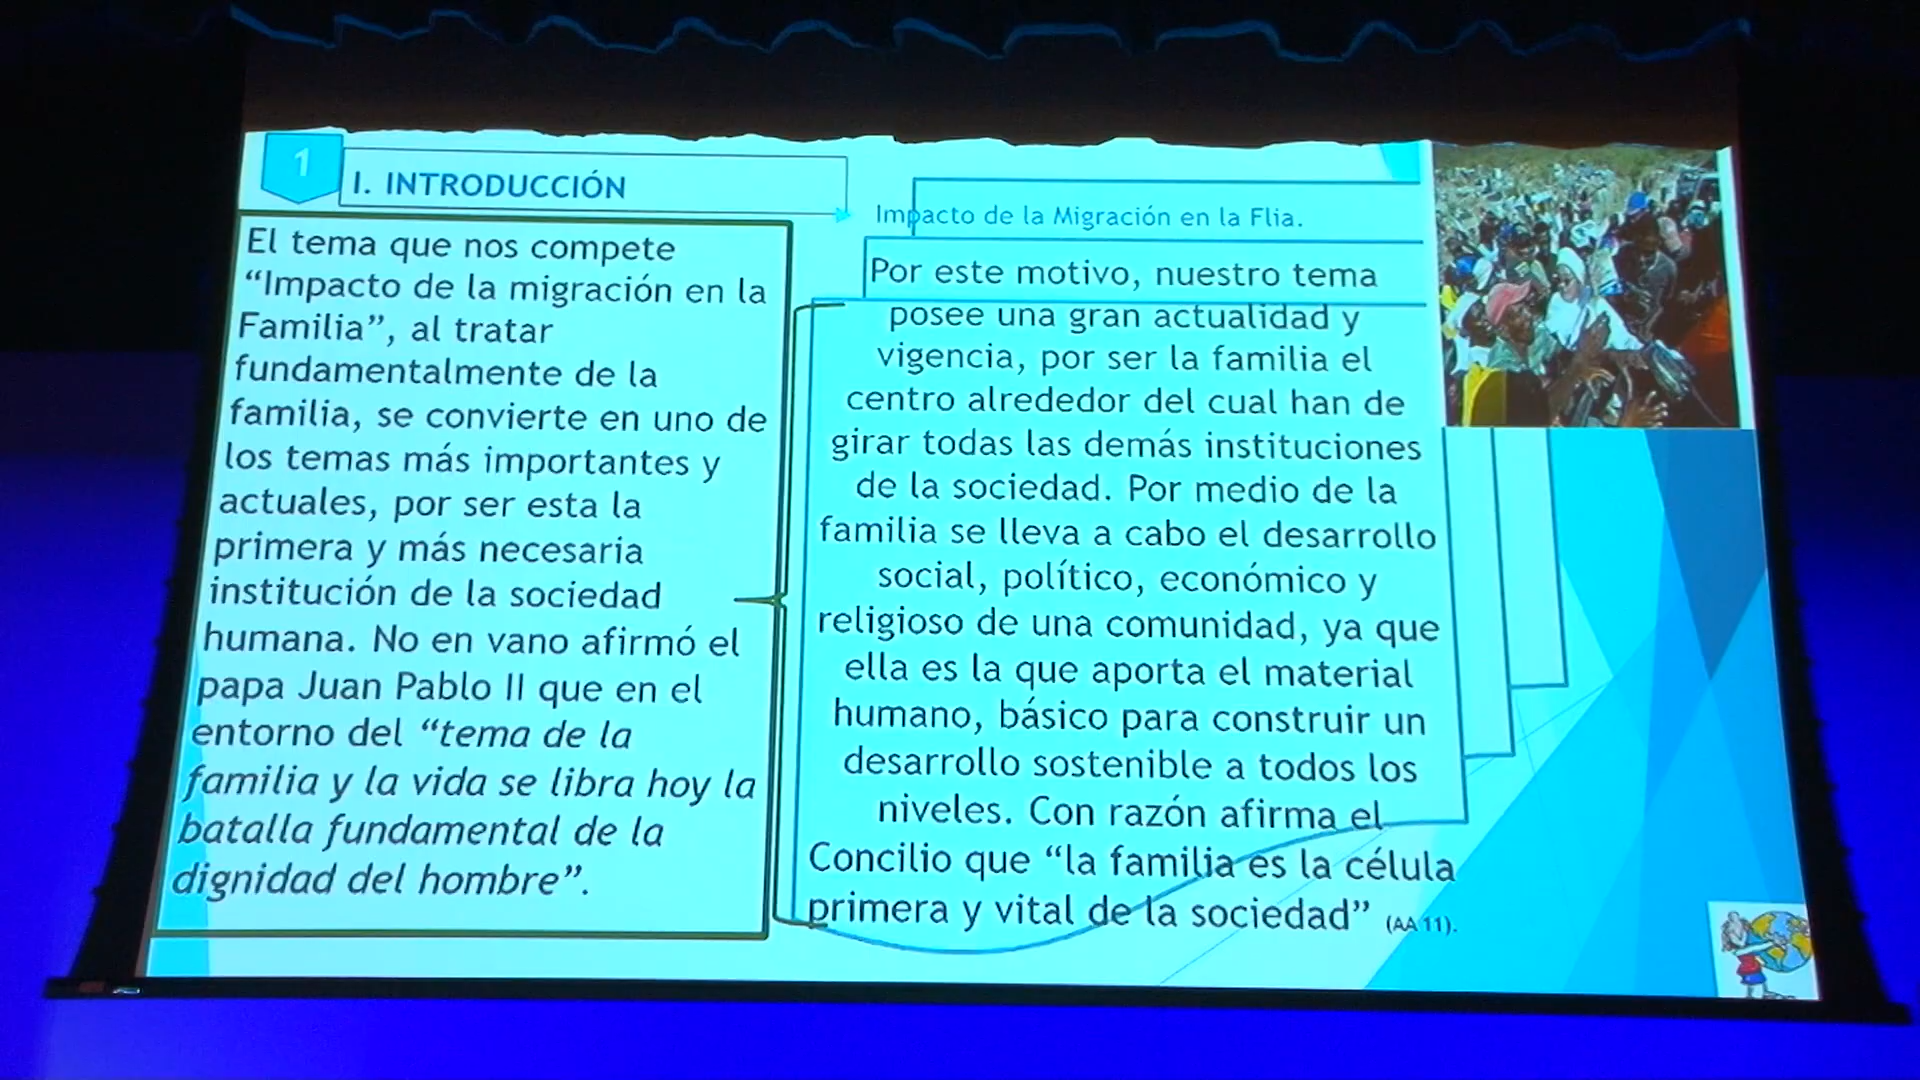 1
I. INTRODUCCIÓN
El tema que nos compete
“Impacto de la migración en la
Familia”, al tratar
fundamentalmente de la
familia, se convierte en uno de
los temas más importantes y
actuales, por ser esta la
primera y más necesaria
institución de la sociedad
humana. No en vano afirmó el
papa Juan Pablo II que en el
entorno del “tema de la
familia y la vida se libra hoy la
batalla fundamental de la
dignidad del hombre”.
Impacto de la Migración en la Flia.
Por este motivo, nuestro tema
posee una gran actualidad y
vigencia, por ser la familia el
centro alrededor del cual han de
girar todas las demás instituciones
de la sociedad. Por medio de la
familia se lleva a cabo el desarrollo
social, político, económico y
religioso de una comunidad, ya que
ella es la que aporta el material
humano, básico para construir un
desarrollo sostenible a todos los
niveles. Con razón afirma el
Concilio que “la familia es la célula
primera y vital de la sociedad” (AA 11).